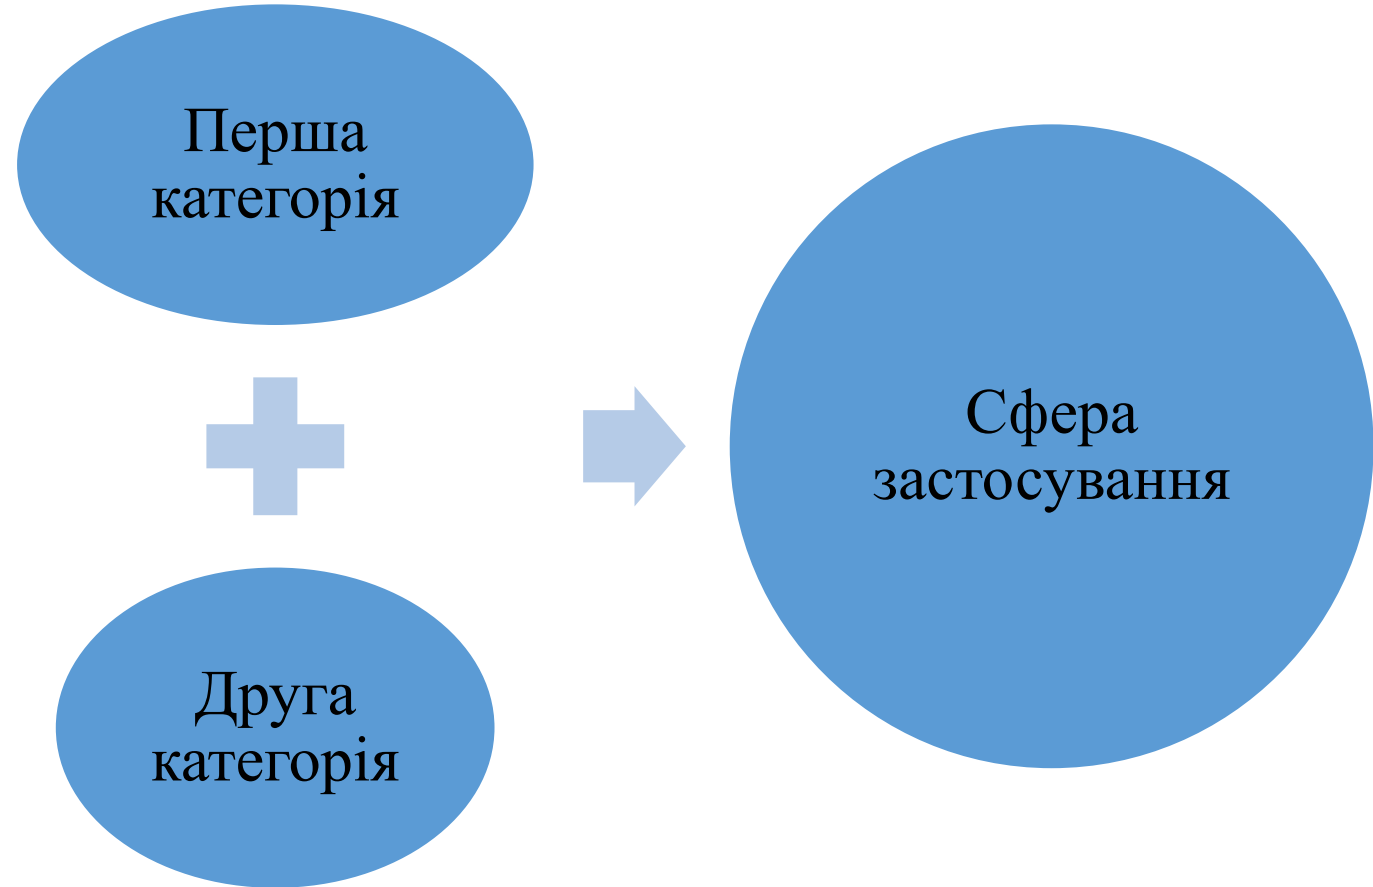 Перша
категорія
Друга
категорія
Сфера
застосування